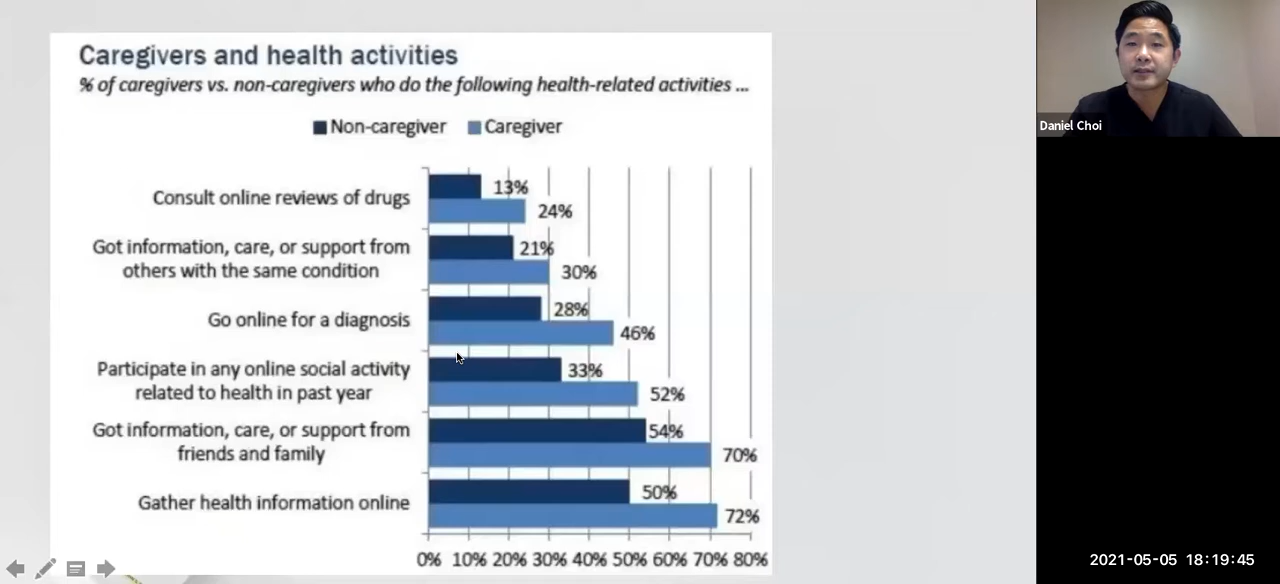 Caregivers and health activities
% of caregivers vs. non-caregivers who do the following health-related activities ...
Non-caregiver
Caregiver
Consult online reviews of drugs
13%
24%
Got information, care, or support from
others with the same condition
21%
30%
Go online for a diagnosis
28%
46%
Participate in any online social activity
related to health in past year
33%
52%
Got information, care, or support from
friends and family
54%
70%
Gather health information online
50%
72%
0% 10% 20% 30% 40% 50% 60% 70% 80%
Daniel Choi
2021-05-05 18:19:45